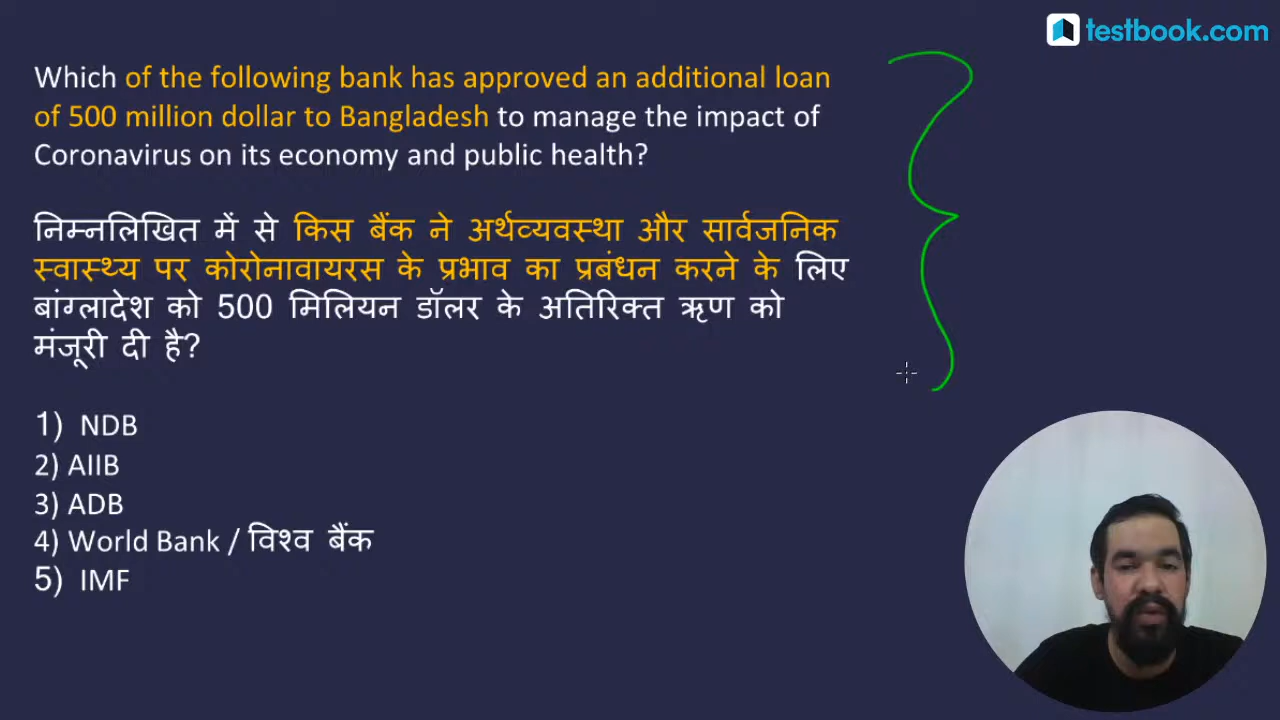 testbook.com
Which of the following bank has approved an additional loan
of 500 million dollar to Bangladesh to manage the impact of
Coronavirus on its economy and public health?
निम्नलिखित में से किस बैंक ने अर्थव्यवस्था और सार्वजनिक
स्वास्थ्य पर कोरोनावायरस के प्रभाव का प्रबंधन करने के लिए
बांग्लादेश को 500 मिलियन डॉलर के अतिरिक्त ऋण को
मंजूरी दी है?
1) NDB
2) AIIB
3) ADB
4) World Bank / विश्व बैंक
5) IMF